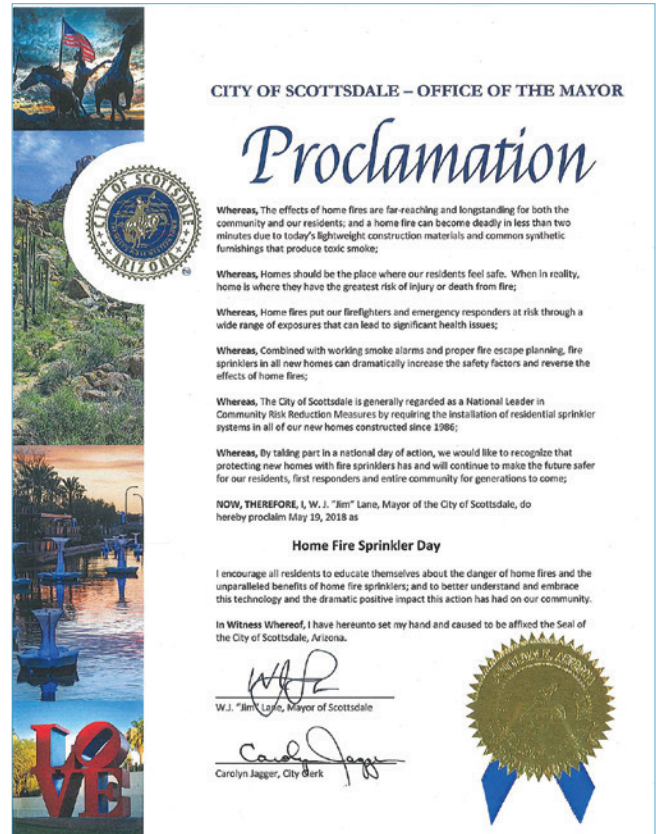 CITY OF SCOTTSDALE – OFFICE OF THE MAYOR
Proclamation
CITY OF SCOTTSDALE
ARIZONA
Whereas, The effects of home fires are far-reaching and longstanding for both the
community and our residents; and a home fire can become deadly in less than two
minutes due to today's lightweight construction materials and common synthetic
furnishings that produce toxic smoke;
Whereas, Homes should be the place where our residents feel safe. When in reality,
home is where they have the greatest risk of injury or death from fire;
Whereas, Home fires put our firefighters and emergency responders at risk through a
wide range of exposures that can lead to significant health issues;
Whereas, Combined with working smoke alarms and proper fire escape planning, fire
sprinklers in all new homes can dramatically increase the safety factors and reverse the
effects of home fires;
Whereas, The City of Scottsdale is generally regarded as a National Leader in
Community Risk Reduction Measures by requiring the installation of residential sprinkler
systems in all of our new homes constructed since 1986;
Whereas, By taking part in a national day of action, we would like to recognize that
protecting new homes with fire sprinklers has and will continue to make the future safer
for our residents, first responders and entire community for generations to come;
NOW, THEREFORE, I, W. J. "Jim" Lane, Mayor of the City of Scottsdale, do
hereby proclaim May 19, 2018 as
Home Fire Sprinkler Day
I encourage all residents to educate themselves about the danger of home fires and the
unparalleled benefits of home fire sprinklers; and to better understand and embrace
this technology and the dramatic positive impact this action has had on our community.
In Witness Whereof, I have hereunto set my hand and caused to be affixed the Seal of
the City of Scottsdale, Arizona.
W.J. "Jim" Lane, Mayor of Scottsdale
Carolyn Jagger
Carolyn Jagger, City Clerk
LOVE